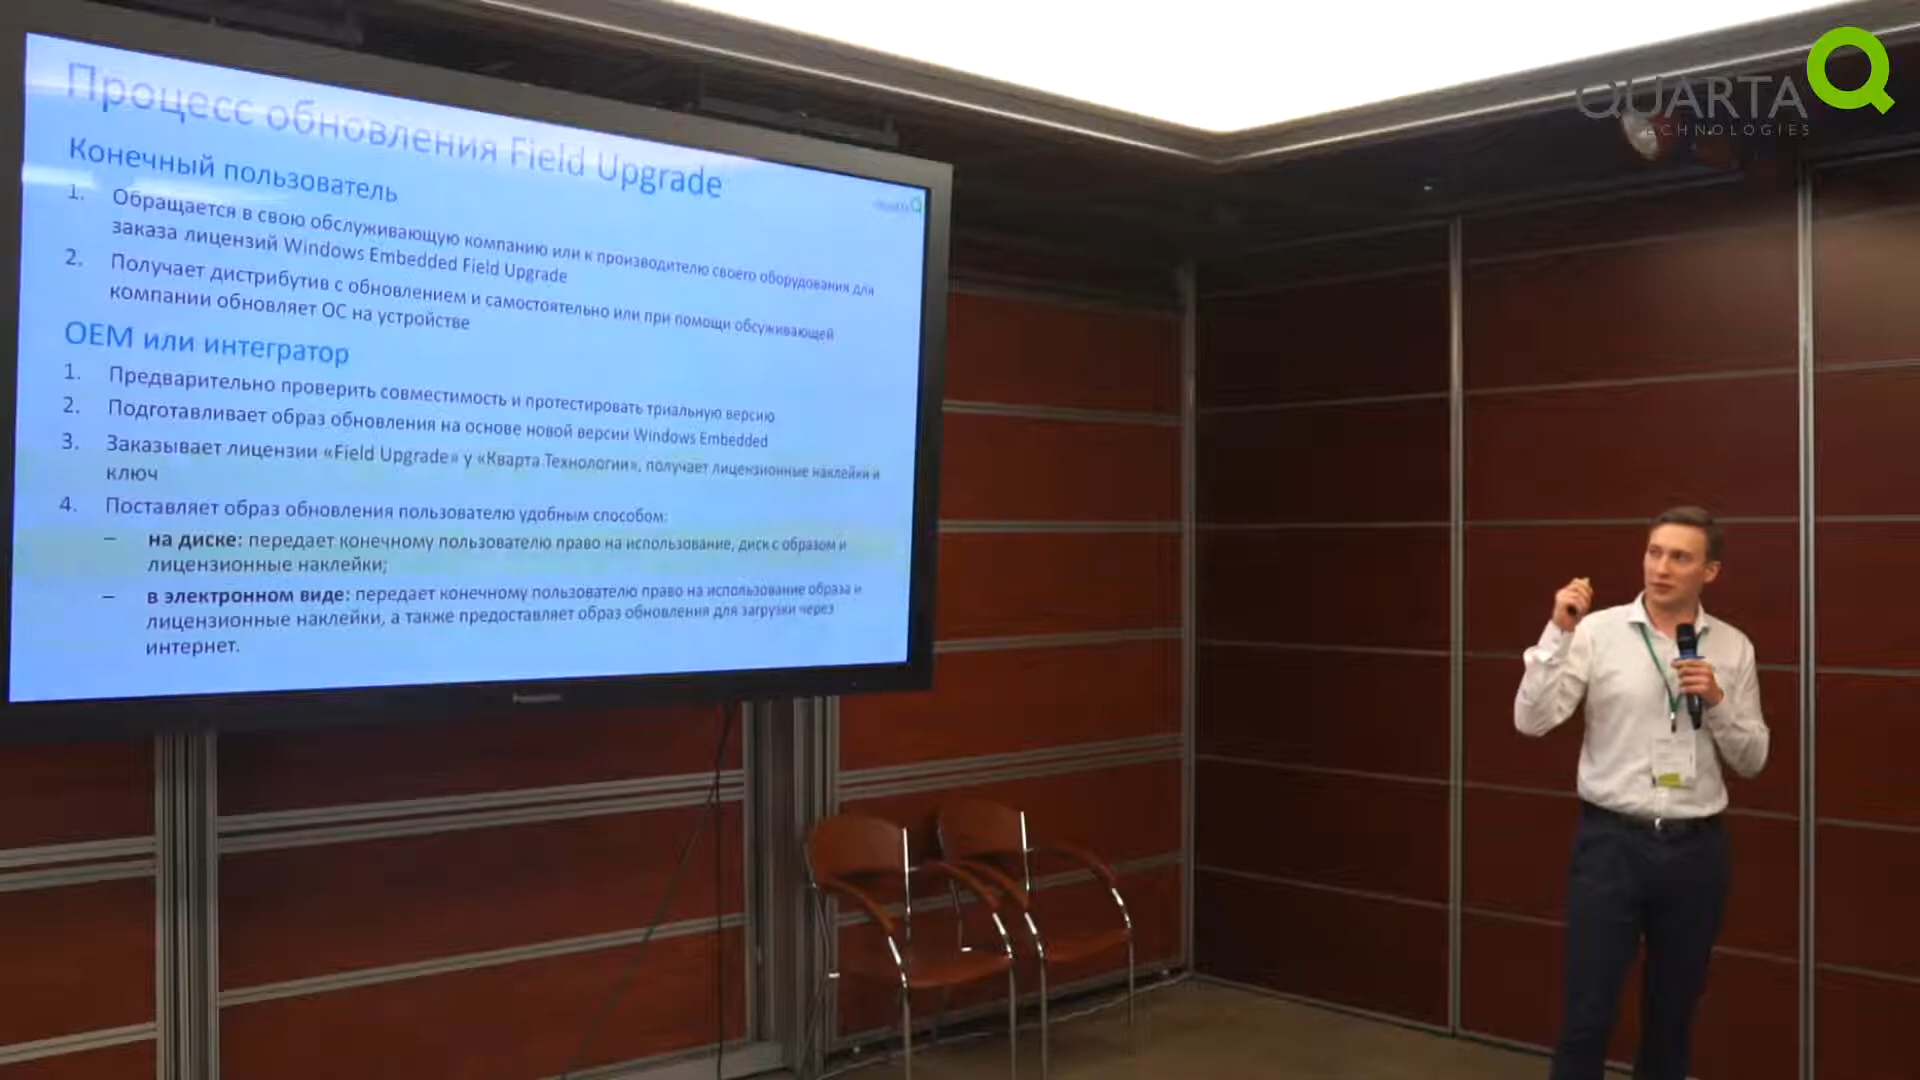 Процесс обновления Field Upgrade
Конечный пользователь
1. Обращается в свою обслуживающую компанию или к производителю своего оборудования для
заказа лицензий Windows Embedded Field Upgrade
2. Получает дистрибутив с обновлением и самостоятельно или при помощи обсуживающей
компании обновляет ОС на устройстве
OEM или интегратор
1. Предварительно проверить совместимость и протестировать триальную версию
2. Подготавливает образ обновления на основе новой версии Windows Embedded
3. Заказывает лицензии «Field Upgrade» у «Кварта Технологии», получает лицензионные наклейки и
ключ
4. Поставляет образ обновления пользователю удобным способом:
– на диске: передает конечному пользователю право на использование, диск с образом и
лицензионные наклейки;
– в электронном виде: передает конечному пользователю право на использование образа и
лицензионные наклейки, а также предоставляет образ обновления для загрузки через
интернет.
Panasonic
QUARTA
TECHNOLOGIES